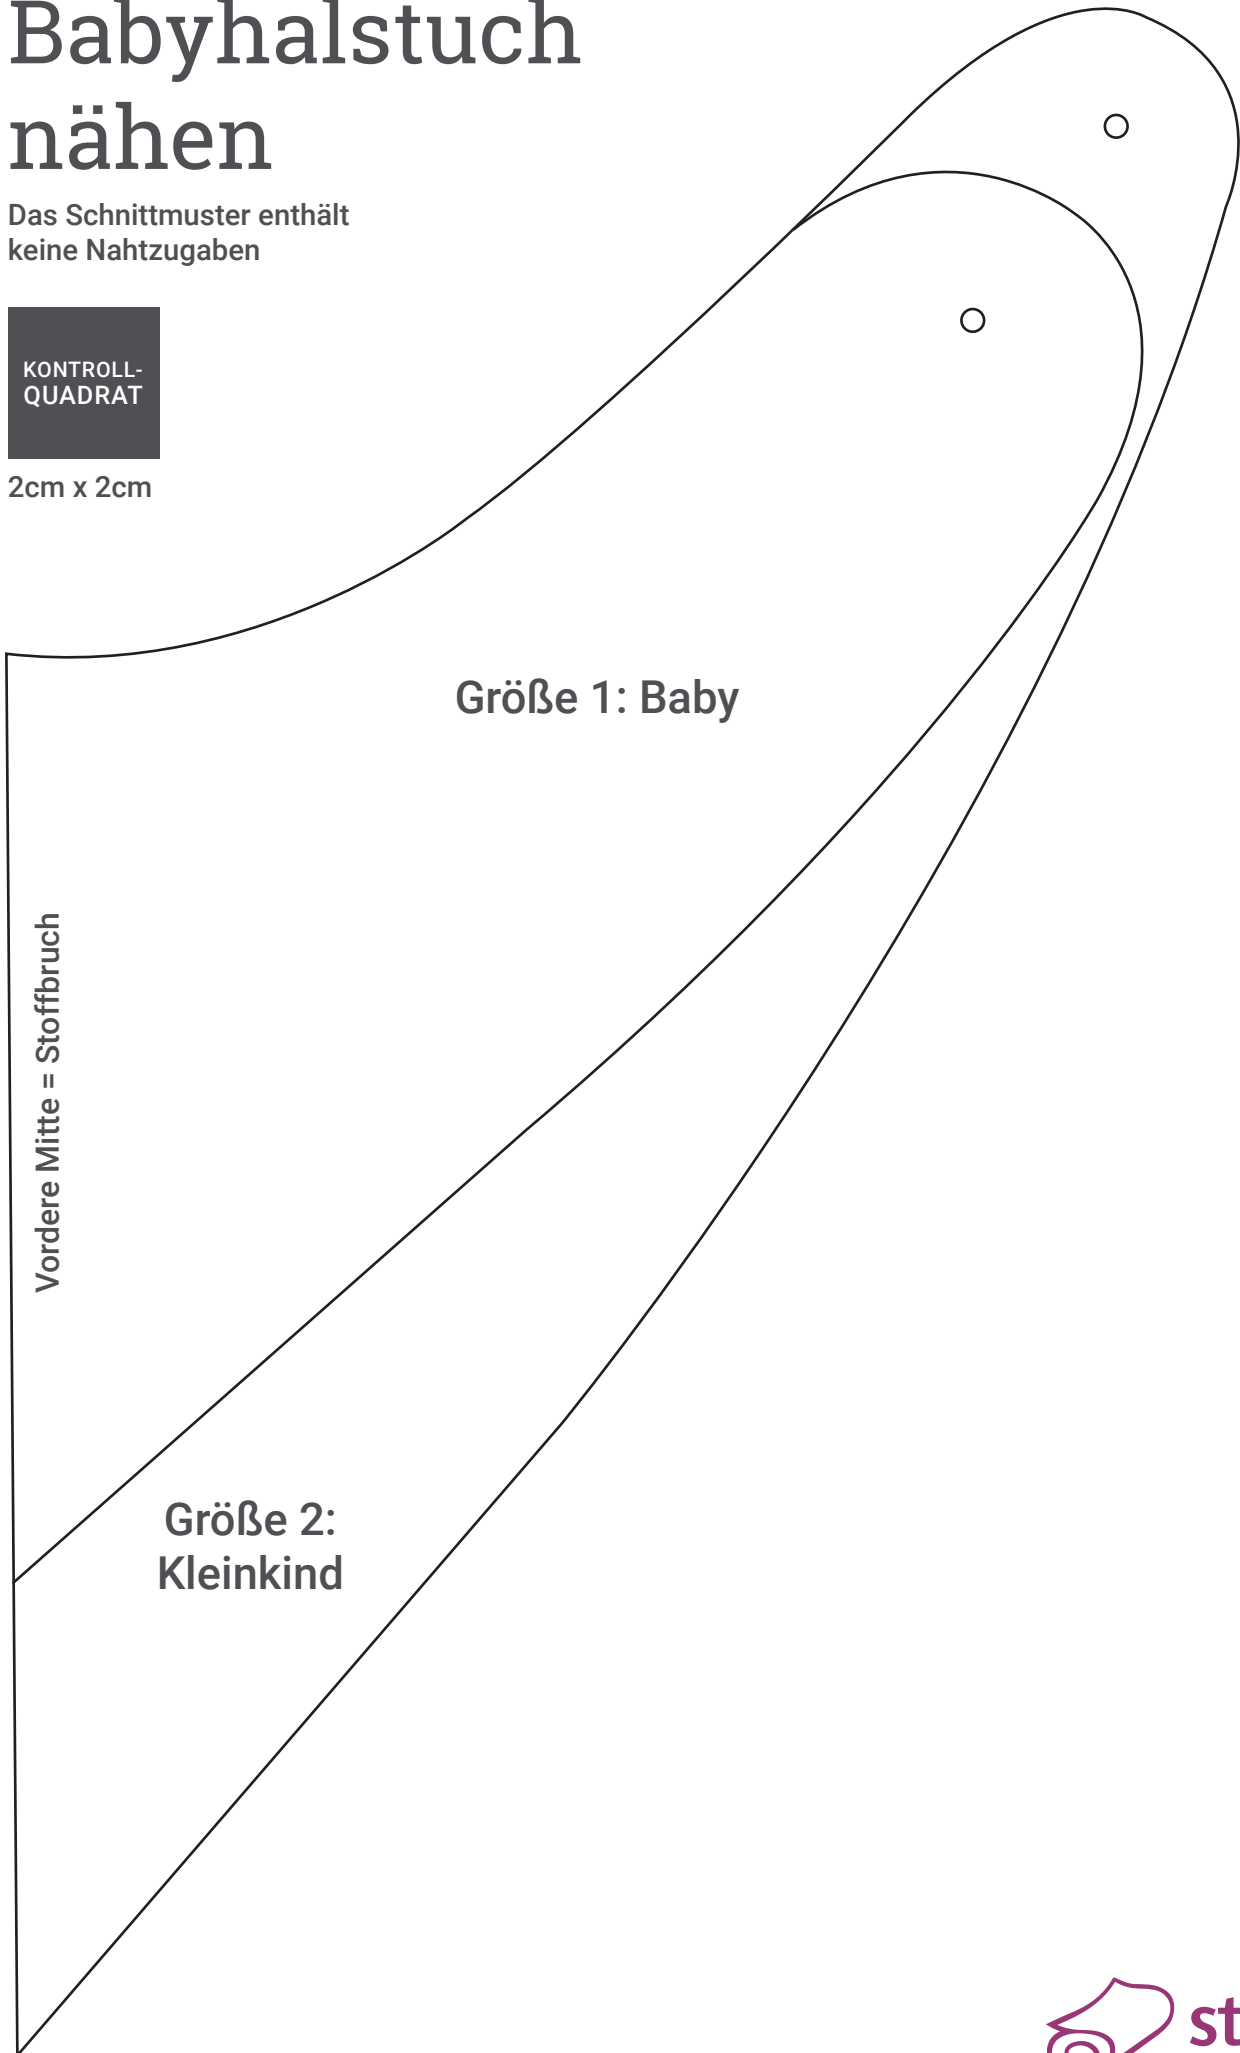 Babyhalstuch
nähen
Das Schnittmuster enthält
keine Nahtzugaben
KONTROLL-
QUADRAT
2cm x 2cm
Größe 1: Baby
Vordere Mitte = Stoffbruch
Größe 2:
Kleinkind
st